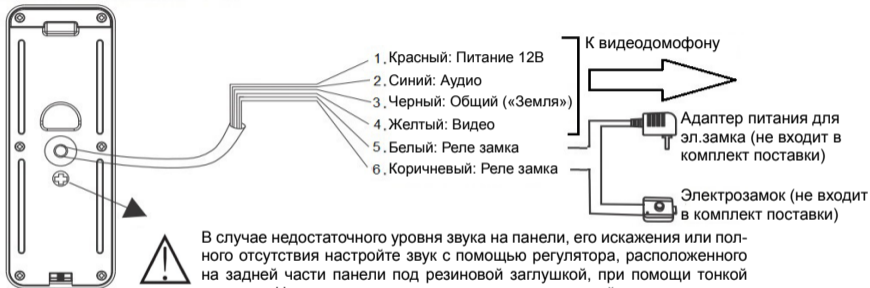 1. Красный: Питание 12В
2. Синий: Аудио
3. Черный: Общий («Земля»)
4. Желтый: Видео
5. Белый: Реле замка
6. Коричневый: Реле замка
К видеодомофону
Адаптер питания для
эл.замка (не входит в
комплект поставки)
Электрозамок (не входит
в комплект поставки)
В случае недостаточного уровня звука на панели, его искажения или пол-
ного отсутствия настройте звук с помощью регулятора, расположенного
на задней части панели под резиновой заглушкой, при помощи тонкой